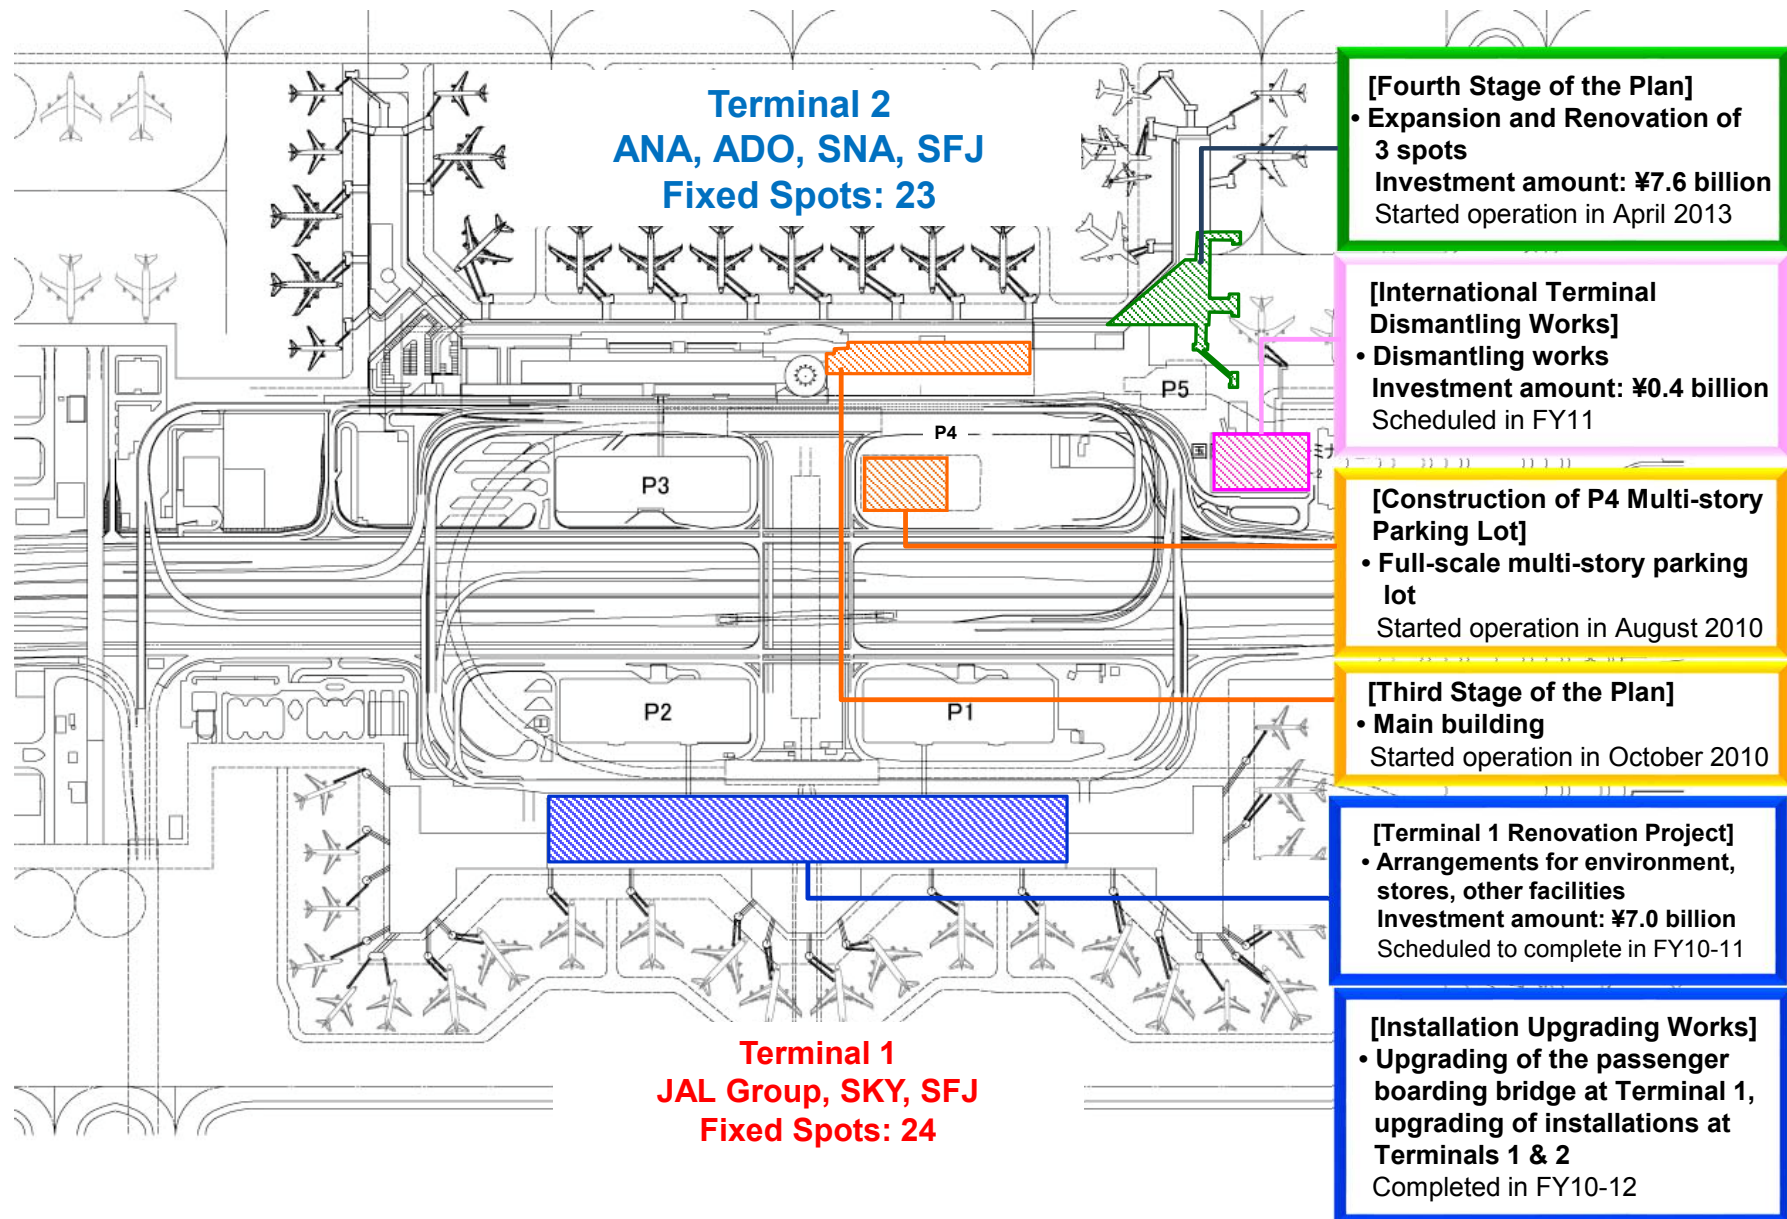 Terminal 2
ANA, ADO, SNA, SFJ
Fixed Spots: 23
[Fourth Stage of the Plan]
• Expansion and Renovation of
3 spots
Investment amount: ¥7.6 billion
Started operation in April 2013
[International Terminal
Dismantling Works]
• Dismantling works
Investment amount: ¥0.4 billion
Scheduled in FY11
P5
P4
P3
国
ミナ
2
[Construction of P4 Multi-story
Parking Lot]
• Full-scale multi-story parking
lot
Started operation in August 2010
[Third Stage of the Plan]
• Main building
Started operation in October 2010
P2
P1
[Terminal 1 Renovation Project]
• Arrangements for environment,
stores, other facilities
Investment amount: ¥7.0 billion
Scheduled to complete in FY10-11
Terminal 1
JAL Group, SKY, SFJ
Fixed Spots: 24
[Installation Upgrading Works]
• Upgrading of the passenger
boarding bridge at Terminal 1,
upgrading of installations at
Terminals 1 & 2
Completed in FY10-12